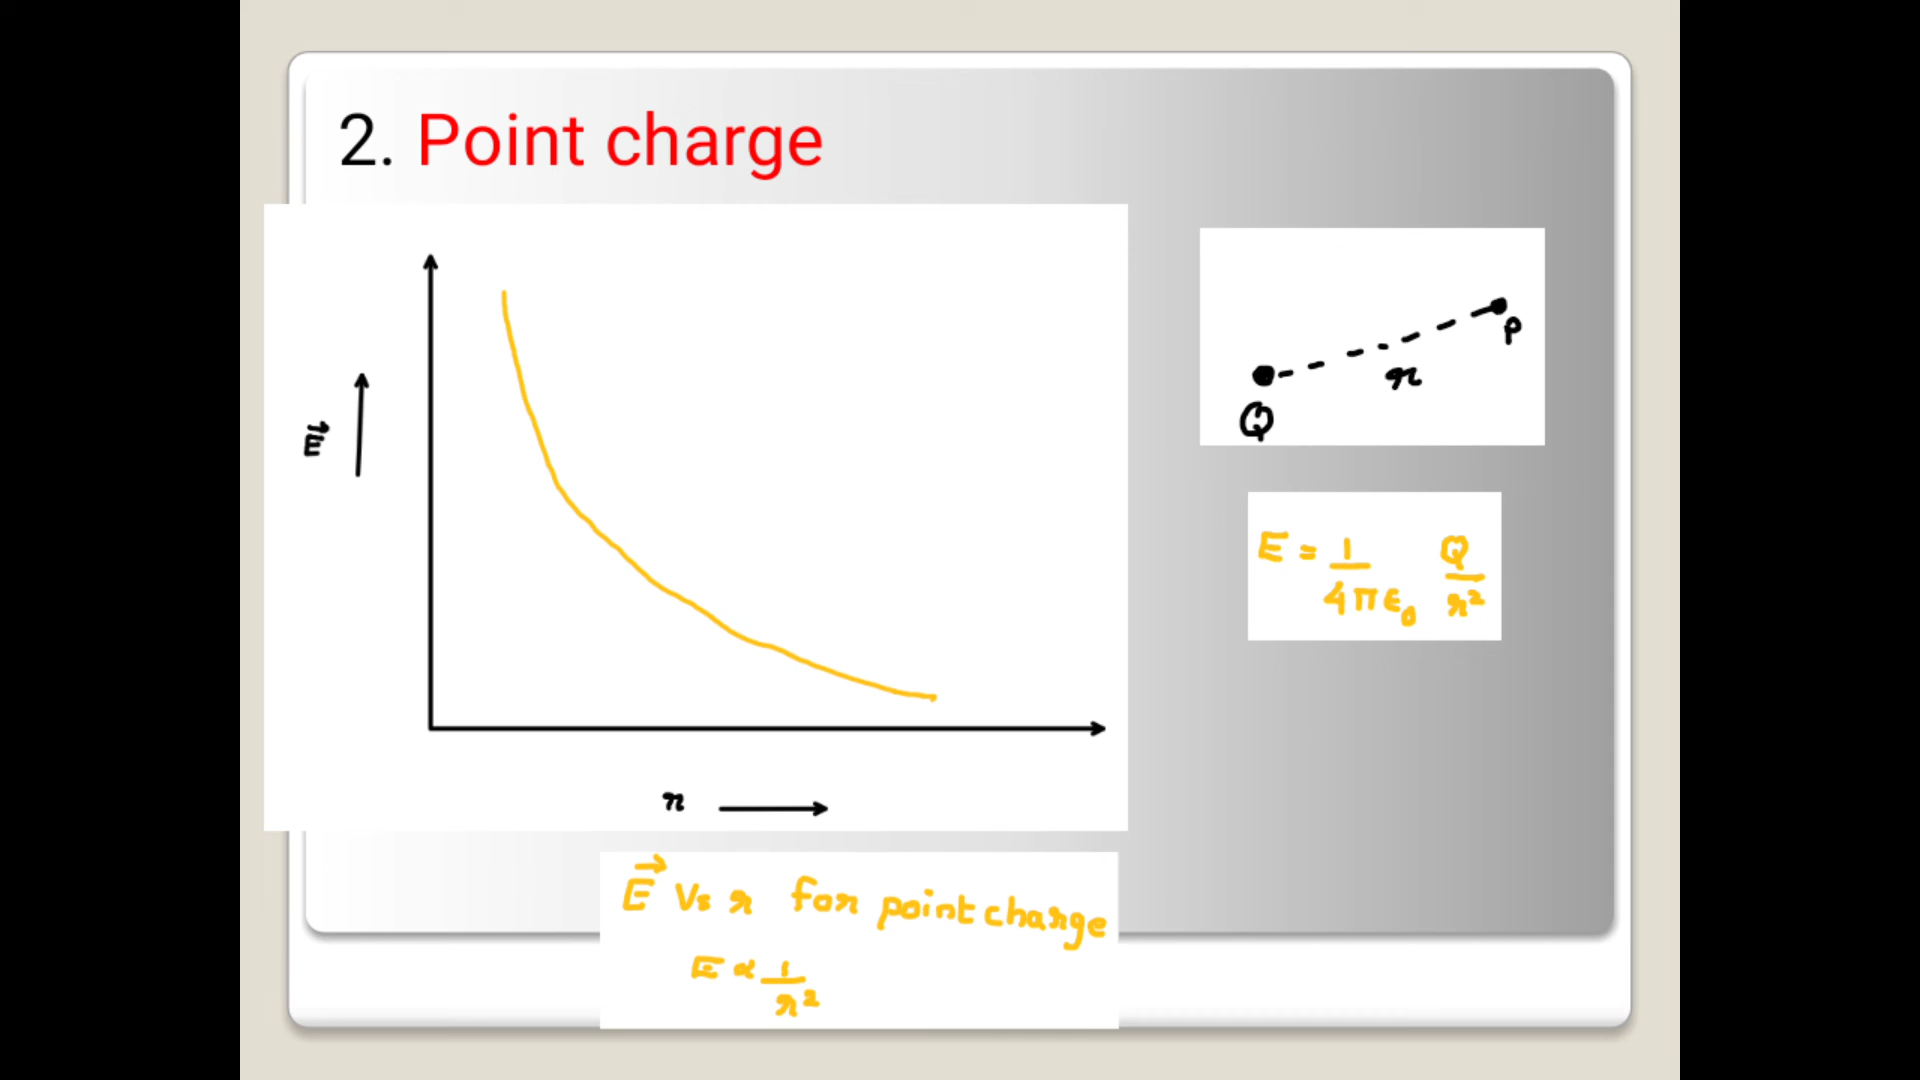 2. Point charge
E⃗
r
Q
r
P
E = 1/4πε₀ Q/r²
E⃗ Vs r for point charge
E ∝ 1/r²